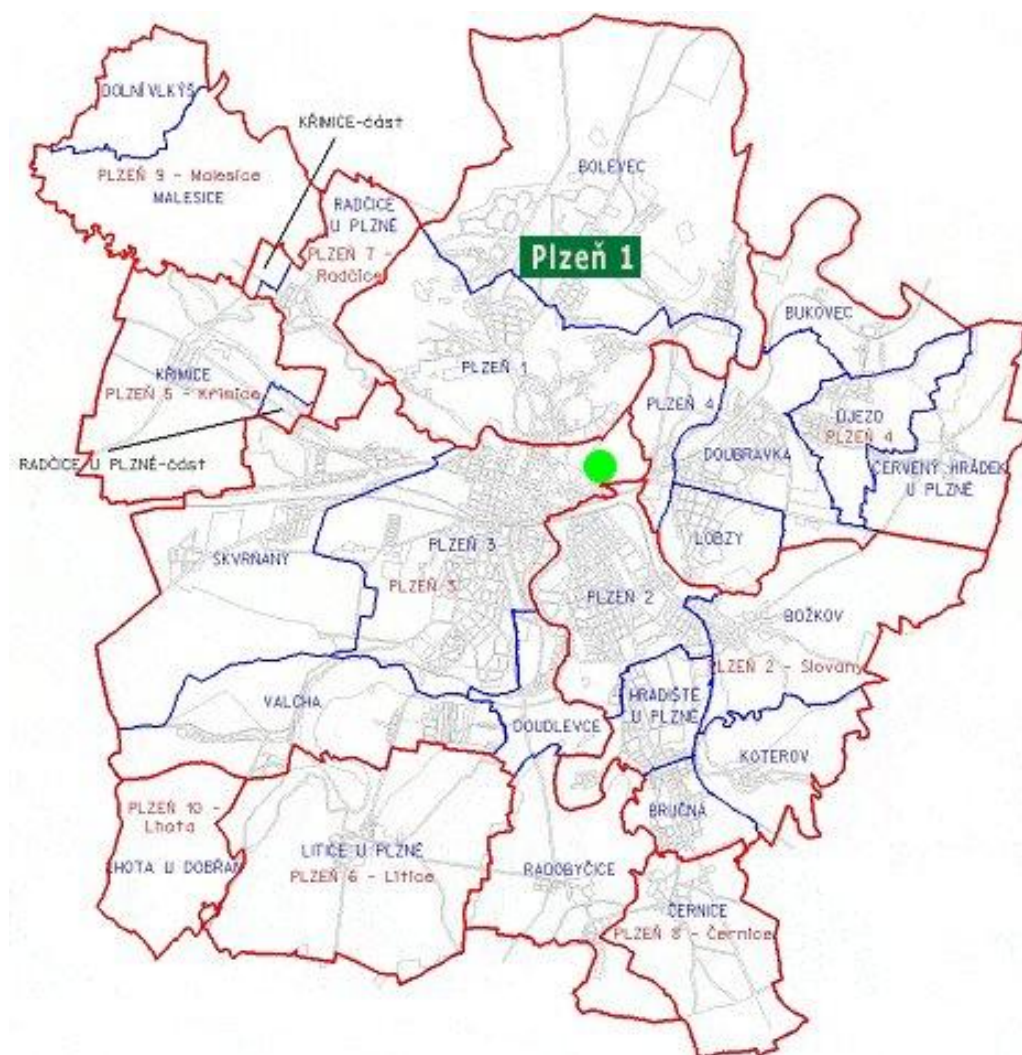 DOLNÍ VLKÝŠ
KŘIMICE-část
PLZEŇ 9 - Malesice
MALESICE
BOLEVEC
RADČICE
U PLZNĚ
PLZEŇ 7 -
Radčice
Plzeň 1
BUKOVEC
PLZEŇ 1
KŘIMICE
PLZEŇ 5 - Křimice
PLZEŇ 4
ÚJEZD
PLZEŇ 4
DOUBRAVKA
RADČICE U PLZNĚ-část
ČERVENÝ HRÁDEK
U PLZNĚ
LOBZY
SKVRŇANY
PLZEŇ 3
PLZEŇ 3
PLZEŇ 2
BOŽKOV
PLZEŇ 2 - Slovany
HRADIŠTĚ
U PLZNĚ
VALCHA
DOUDLEVCE
KOTEROV
PLZEŇ 10 -
Lhota
BRUČNÁ
LHOTA U DOBŘAN
LITICE U PLZNĚ
PLZEŇ 6 - Litice
RADOBYČICE
ČERNICE
PLZEŇ 8 - Černice